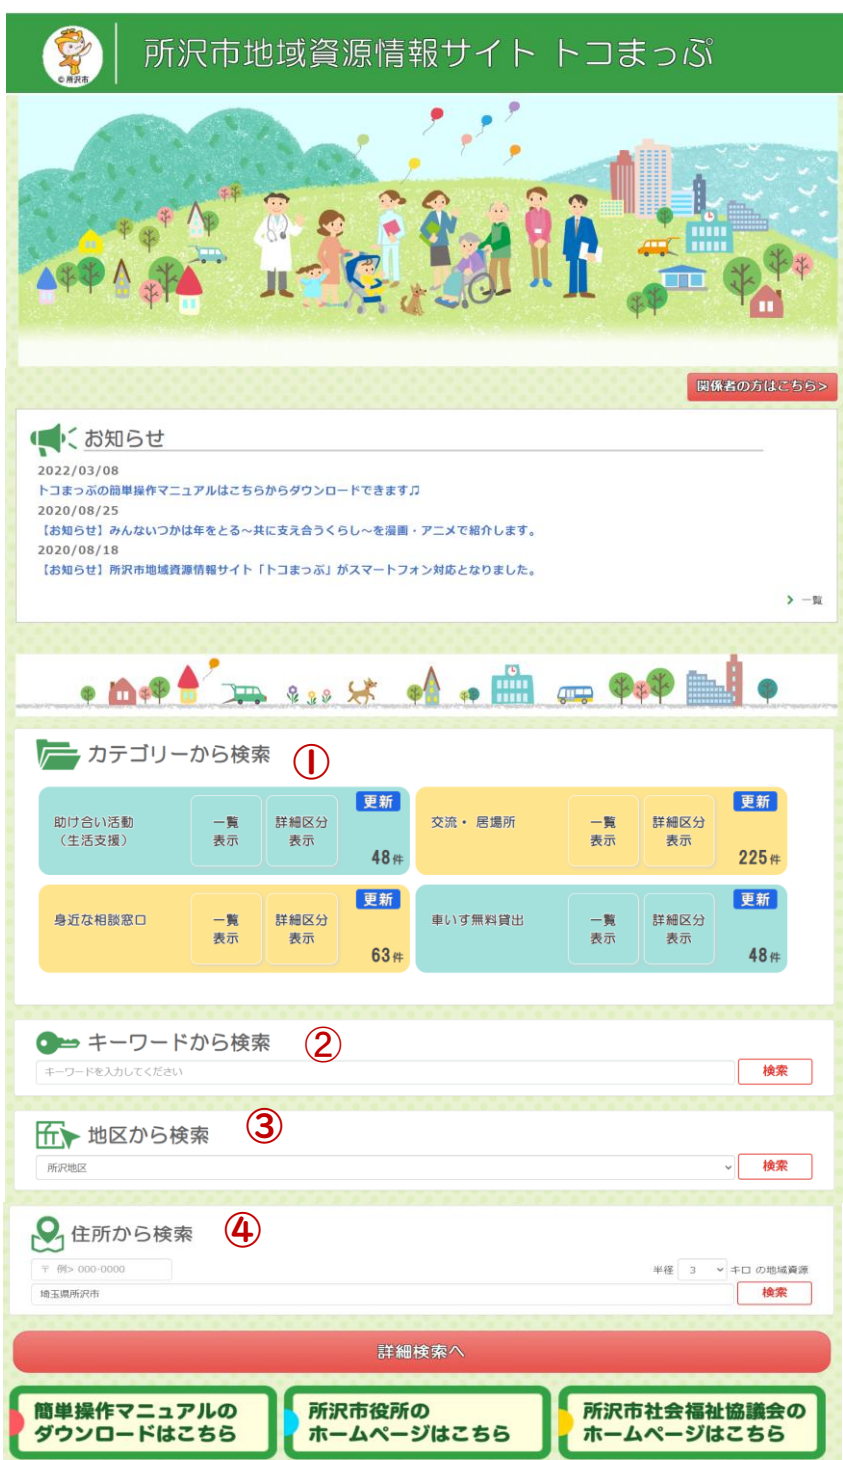 所沢市地域資源情報サイト トコまっぷ
©所沢市
関係者の方はこちら>
お知らせ
2022/03/08
トコまっぷの簡単操作マニュアルはこちらからダウンロードできます♫
2020/08/25
【お知らせ】みんないつかは年をとる～共に支え合うくらし～を漫画・アニメで紹介します。
2020/08/18
【お知らせ】所沢市地域資源情報サイト「トコまっぷ」がスマートフォン対応となりました。
> 一覧
カテゴリーから検索 ①
助け合い活動
（生活支援）
一覧
表示
詳細区分
表示
更新
48件
交流・ 居場所
一覧
表示
詳細区分
表示
更新
225件
身近な相談窓口
一覧
表示
詳細区分
表示
更新
63件
車いす無料貸出
一覧
表示
詳細区分
表示
更新
48件
キーワードから検索 ②
キーワードを入力してください
検索
地区から検索 ③
所沢地区
検索
住所から検索 ④
〒 例> 000-0000
半径 3 キロ の地域資源
埼玉県所沢市
検索
詳細検索へ
簡単操作マニュアルの
ダウンロードはこちら
所沢市役所の
ホームページはこちら
所沢市社会福祉協議会の
ホームページはこちら